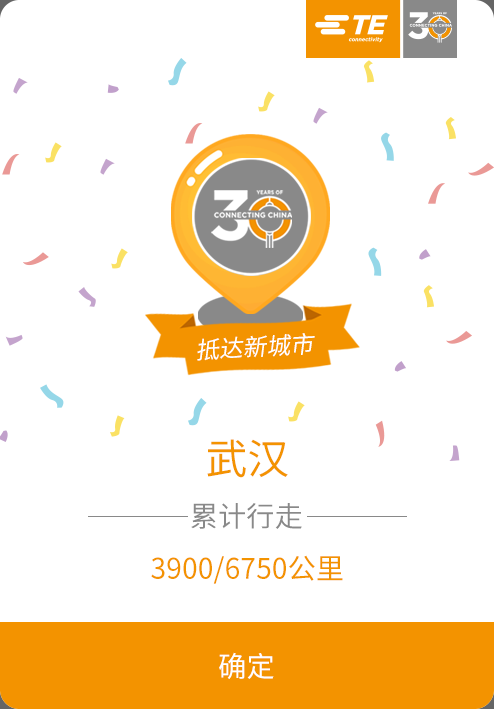 TE
connectivity
30
YEARS OF
CONNECTING CHINA
30
YEARS OF
CONNECTING CHINA
抵达新城市
武汉
累计行走
3900/6750公里
确定